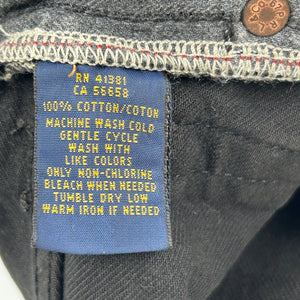 RN 41381
CA 56658
100% COTTON/COTON
MACHINE WASH COLD
GENTLE CYCLE
WASH WITH
LIKE COLORS
ONLY NON-CHLORINE
BLEACH WHEN NEEDED
TUMBLE DRY LOW
WARM IRON IF NEEDED